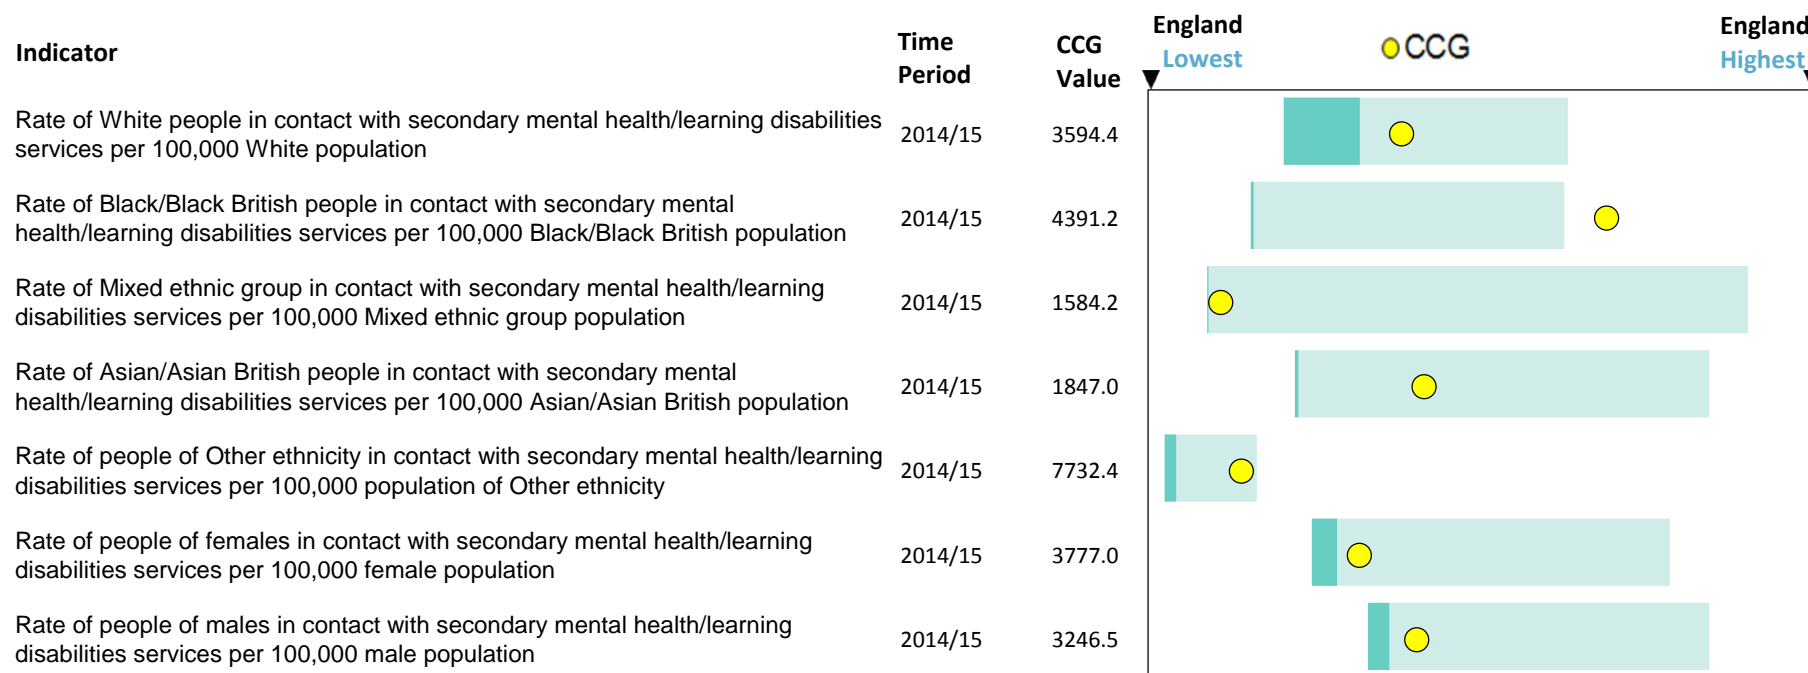 Indicator
Time
Period
CCG
Value
England
Lowest
CCG
England
Highest
Rate of White people in contact with secondary mental health/learning disabilities
services per 100,000 White population
2014/15
3594.4
Rate of Black/Black British people in contact with secondary mental
health/learning disabilities services per 100,000 Black/Black British population
2014/15
4391.2
Rate of Mixed ethnic group in contact with secondary mental health/learning
disabilities services per 100,000 Mixed ethnic group population
2014/15
1584.2
Rate of Asian/Asian British people in contact with secondary mental
health/learning disabilities services per 100,000 Asian/Asian British population
2014/15
1847.0
Rate of people of Other ethnicity in contact with secondary mental health/learning
disabilities services per 100,000 population of Other ethnicity
2014/15
7732.4
Rate of people of females in contact with secondary mental health/learning
disabilities services per 100,000 female population
2014/15
3777.0
Rate of people of males in contact with secondary mental health/learning
disabilities services per 100,000 male population
2014/15
3246.5